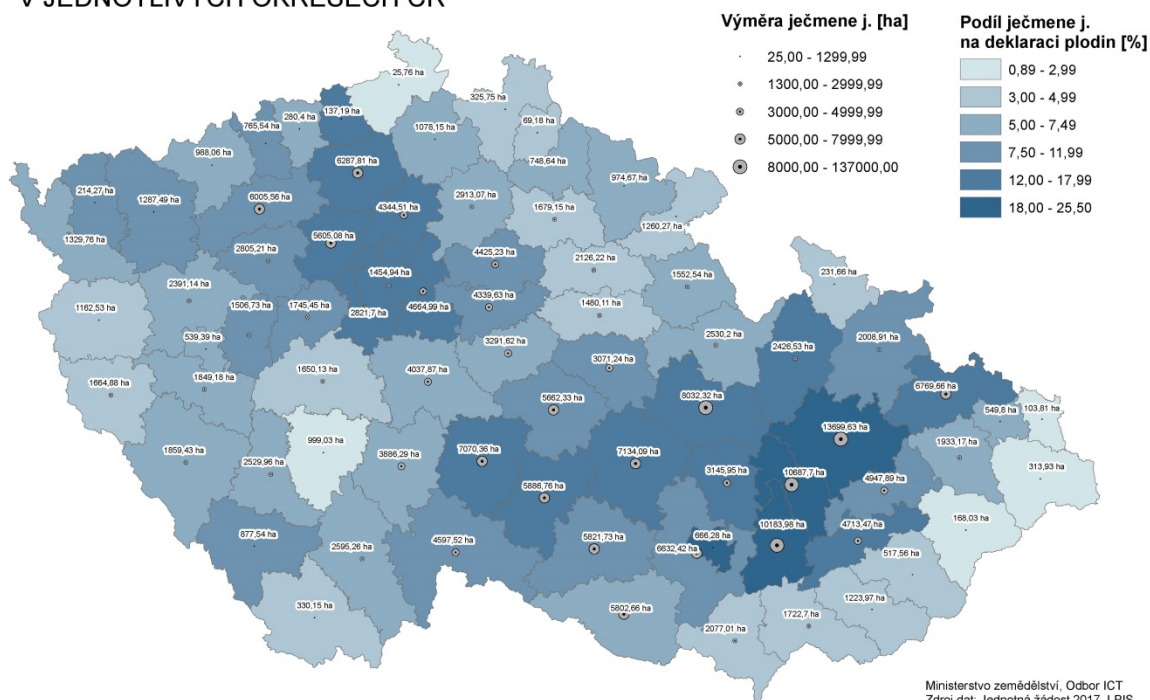 V JEDNOTLIVÝCH OKRESECH ČR
Výměra ječmene j. [ha]
25,00 - 1299,99
1300,00 - 2999,99
3000,00 - 4999,99
5000,00 - 7999,99
8000,00 - 137000,00
Podíl ječmene j.
na deklaraci plodin [%]
0,89 - 2,99
3,00 - 4,99
5,00 - 7,49
7,50 - 11,99
12,00 - 17,99
18,00 - 25,50
25,76 ha
325,75 ha
137,19 ha
280,4 ha
765,54 ha
69,18 ha
1078,15 ha
988,06 ha
6287,81 ha
748,64 ha
974,67 ha
214,27 ha
1287,49 ha
6005,56 ha
2913,07 ha
4344,51 ha
1679,15 ha
1260,27 ha
1329,76 ha
5605,08 ha
2805,21 ha
4425,23 ha
2126,22 ha
1454,94 ha
1552,54 ha
231,66 ha
2391,14 ha
4339,63 ha
1480,11 ha
1162,53 ha
1506,73 ha
1745,45 ha
2821,7 ha
4664,99 ha
2530,2 ha
2008,91 ha
539,39 ha
3291,62 ha
2426,53 ha
3071,24 ha
1650,13 ha
4037,87 ha
1849,18 ha
1664,88 ha
6769,66 ha
5662,33 ha
8032,32 ha
549,8 ha
103,81 ha
13699,63 ha
999,03 ha
1933,17 ha
1859,43 ha
3886,29 ha
7070,36 ha
7134,09 ha
2529,96 ha
313,93 ha
3145,95 ha
10687,7 ha
4947,89 ha
5886,76 ha
168,03 ha
10183,98 ha
4713,47 ha
877,54 ha
666,28 ha
4597,52 ha
5821,73 ha
6632,42 ha
2595,26 ha
517,56 ha
330,15 ha
5802,66 ha
1223,97 ha
1722,7 ha
2077,01 ha
Ministerstvo zemědělství, Odbor ICT
Zdroj dat: Jednotná žádost 2017, LPIS